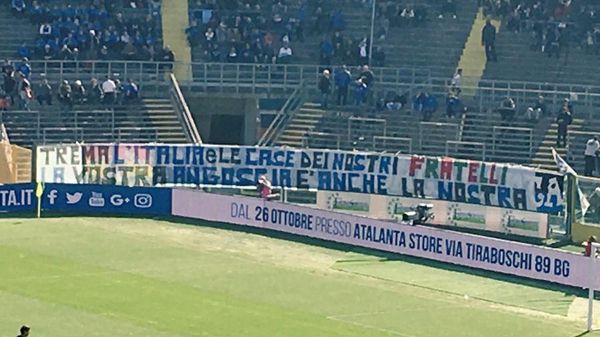 TREMA L'ITALIA e LE CASE DEI NOSTRI FRATELLI
LA VOSTRA ANGOSCIA E' ANCHE LA NOSTRA
TA.IT
DAL 26 OTTOBRE PRESSO ATALANTA STORE VIA TIRABOSCHI 89 BG